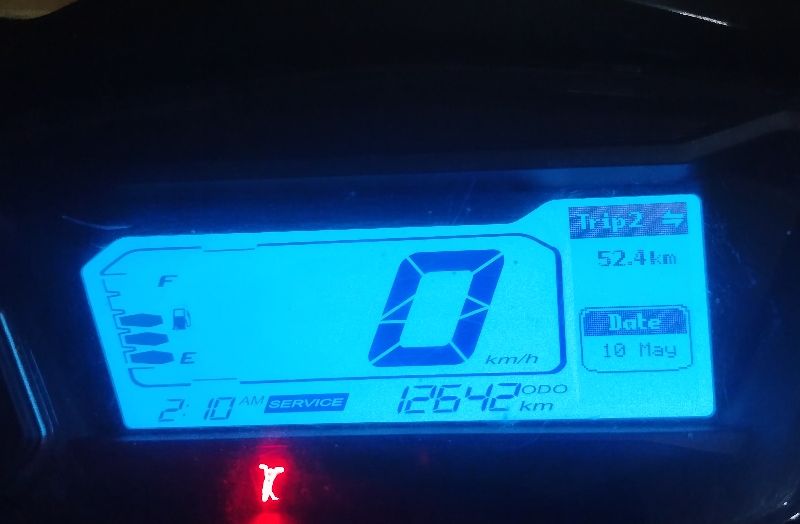 Trip2
52.4km
F
0
km/h
E
Date
10 May
2:10 AM SERVICE 12642 ODO km